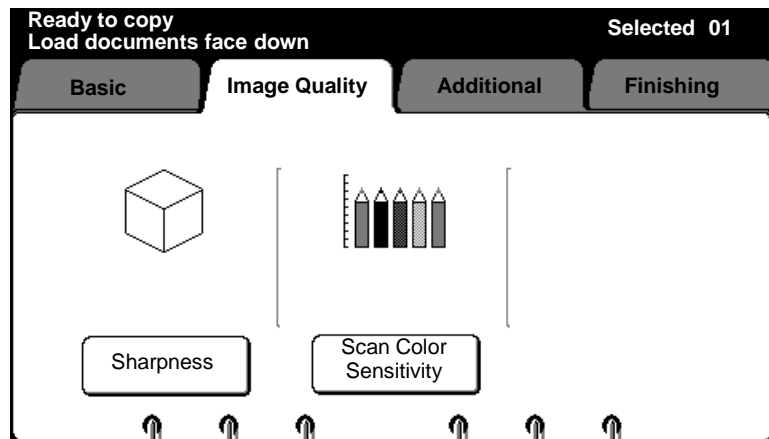 Ready to copy
Load documents face down
Selected 01
Basic
Image Quality
Additional
Finishing
Sharpness
Scan Color
Sensitivity